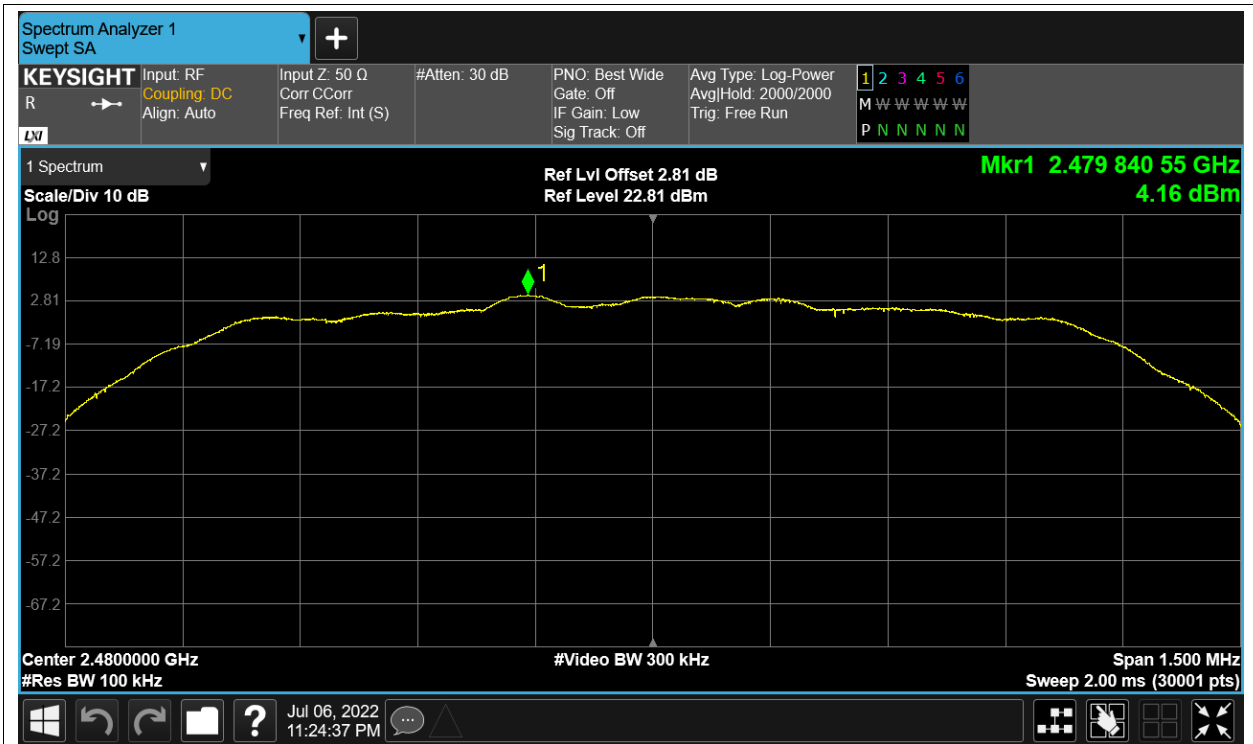 Spectrum Analyzer 1
Swept SA
KEYSIGHT
R
LXI
Input: RF
Coupling: DC
Align: Auto
Input Z: 50 Ω
Corr CCorr
Freq Ref: Int (S)
#Atten: 30 dB
PNO: Best Wide
Gate: Off
IF Gain: Low
Sig Track: Off
Avg Type: Log-Power
Avg|Hold: 2000/2000
Trig: Free Run
1 2 3 4 5 6
M W W W W W
P N N N N N
1 Spectrum
Scale/Div 10 dB
Ref Lvl Offset 2.81 dB
Ref Level 22.81 dBm
Mkr1 2.479 840 55 GHz
4.16 dBm
Log
12.8
1
2.81
-7.19
-17.2
-27.2
-37.2
-47.2
-57.2
-67.2
Center 2.4800000 GHz
#Video BW 300 kHz
Span 1.500 MHz
#Res BW 100 kHz
Sweep 2.00 ms (30001 pts)
?
Jul 06, 2022
11:24:37 PM